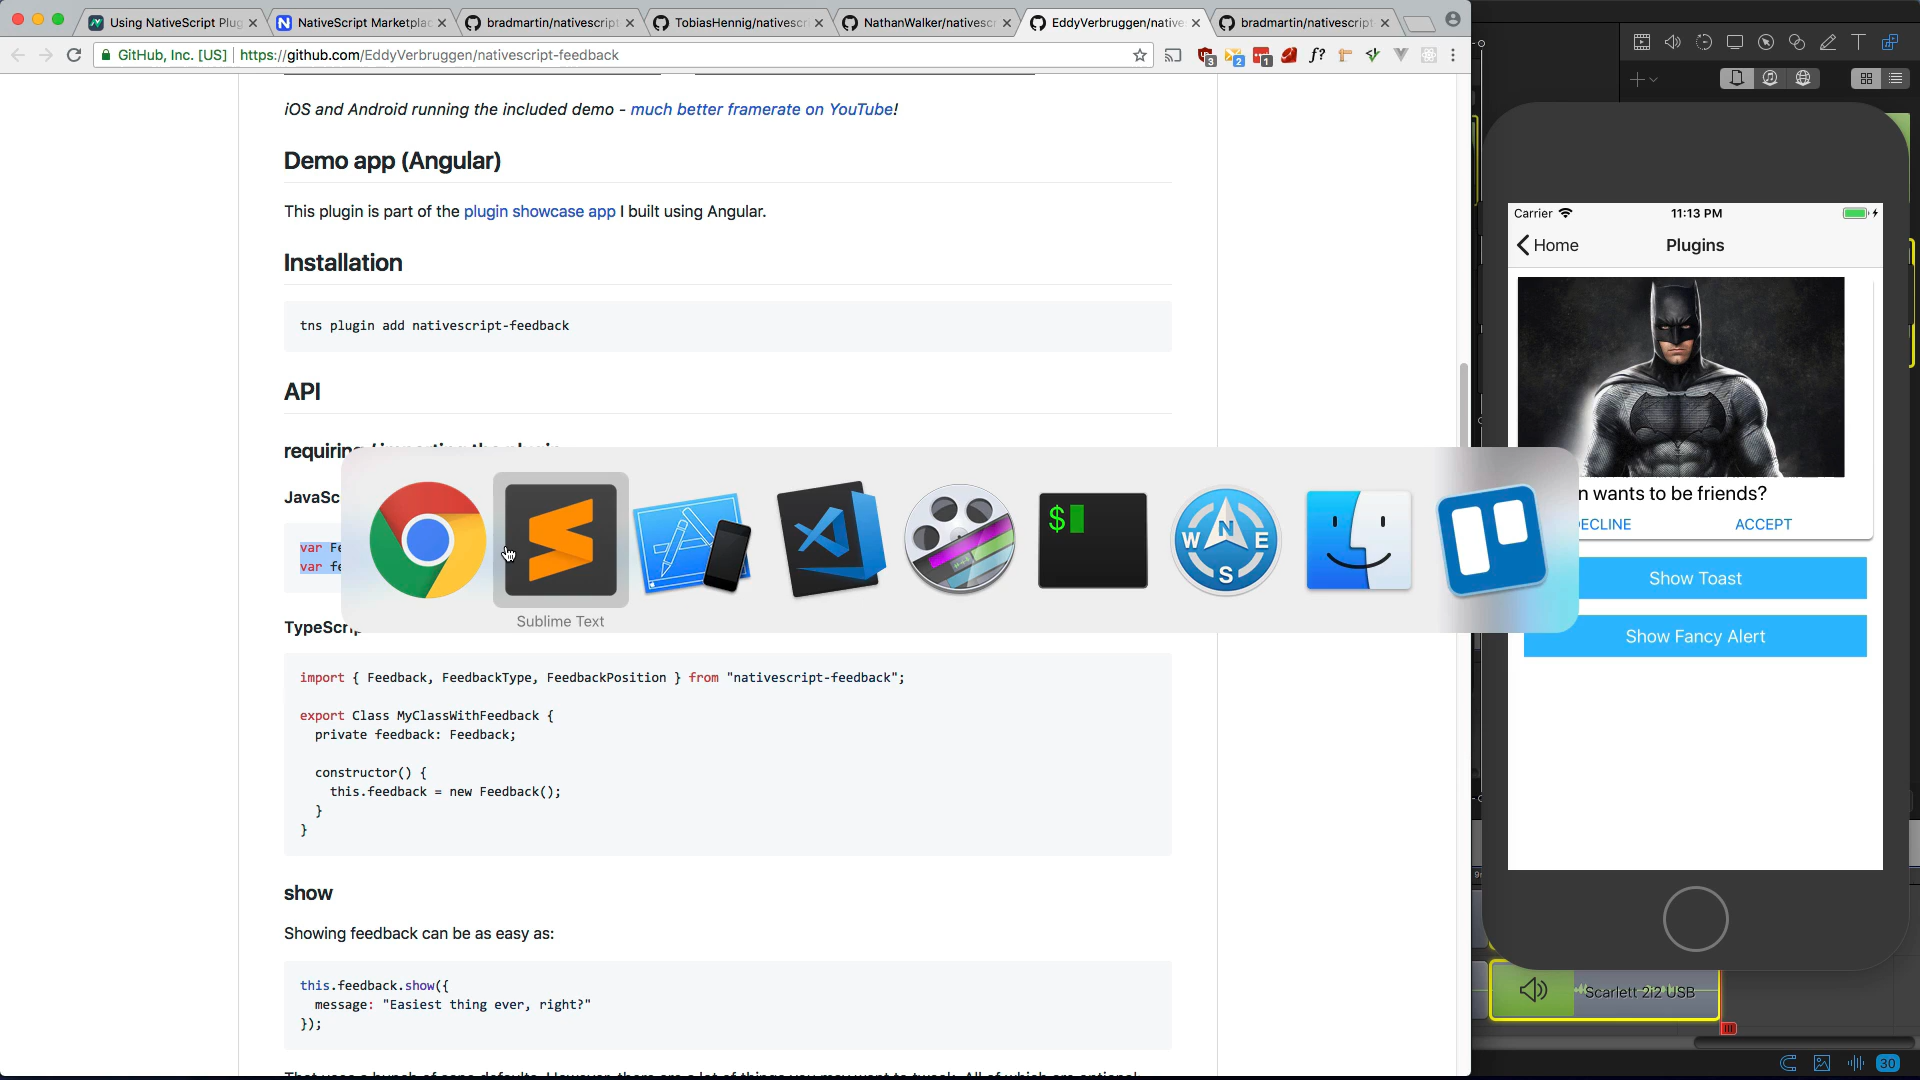 Using NativeScript Plug
NativeScript Marketplac
bradmartin/nativescript
TobiasHennig/nativescri
NathanWalker/nativescr
EddyVerbruggen/native
bradmartin/nativescript
GitHub, Inc. [US]
https://github.com/EddyVerbruggen/nativescript-feedback
3
2
1
f?
iOS and Android running the included demo - much better framerate on YouTube!
Demo app (Angular)
This plugin is part of the plugin showcase app I built using Angular.
Installation
tns plugin add nativescript-feedback
API
JavaSc
var Fe
var fe
$
N
W E
S
Sublime Text
import { Feedback, FeedbackType, FeedbackPosition } from "nativescript-feedback";
export Class MyClassWithFeedback {
private feedback: Feedback;
constructor() {
this.feedback = new Feedback();
}
}
show
Showing feedback can be as easy as:
this.feedback.show({
message: "Easiest thing ever, right?"
});
Carrier
11:13 PM
Home
Plugins
n wants to be friends?
ECLINE
ACCEPT
Show Toast
Show Fancy Alert
Scarlett 2i2 USB
30